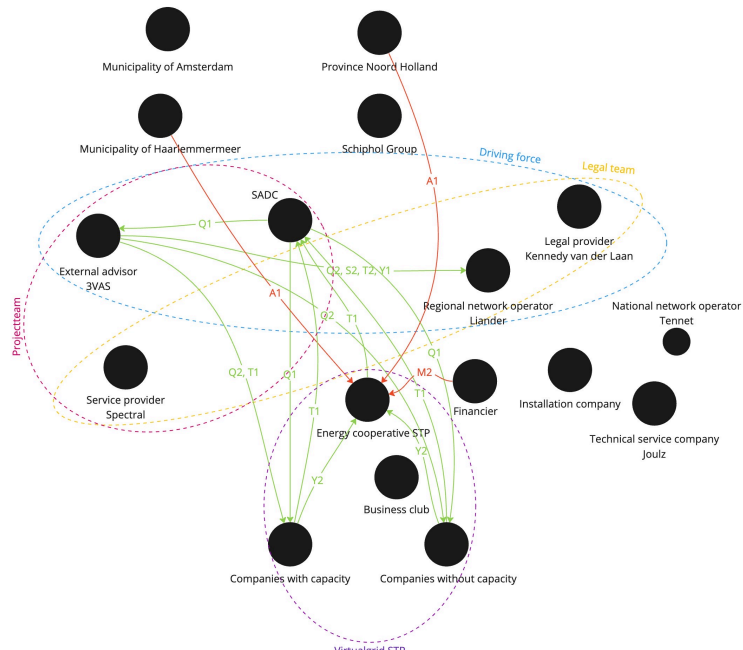 Municipality of Amsterdam
Province Noord Holland
Municipality of Haarlemmermeer
Schiphol Group
Driving force
Legal team
A1
SADC
Q1
Legal provider
Kennedy van der Laan
External advisor
3VAS
Q2, S2, T2, Y1
A1
Regional network operator
Liander
National network operator
Tennet
Projectteam
Q2
T1
Q1
Service provider
Spectral
Q2, T1
Q1
M2
T1
T1
Financier
Installation company
Technical service company
Joulz
Energy cooperative STP
Y2
Y2
Business club
Companies with capacity
Companies without capacity
Virtualgrid STP